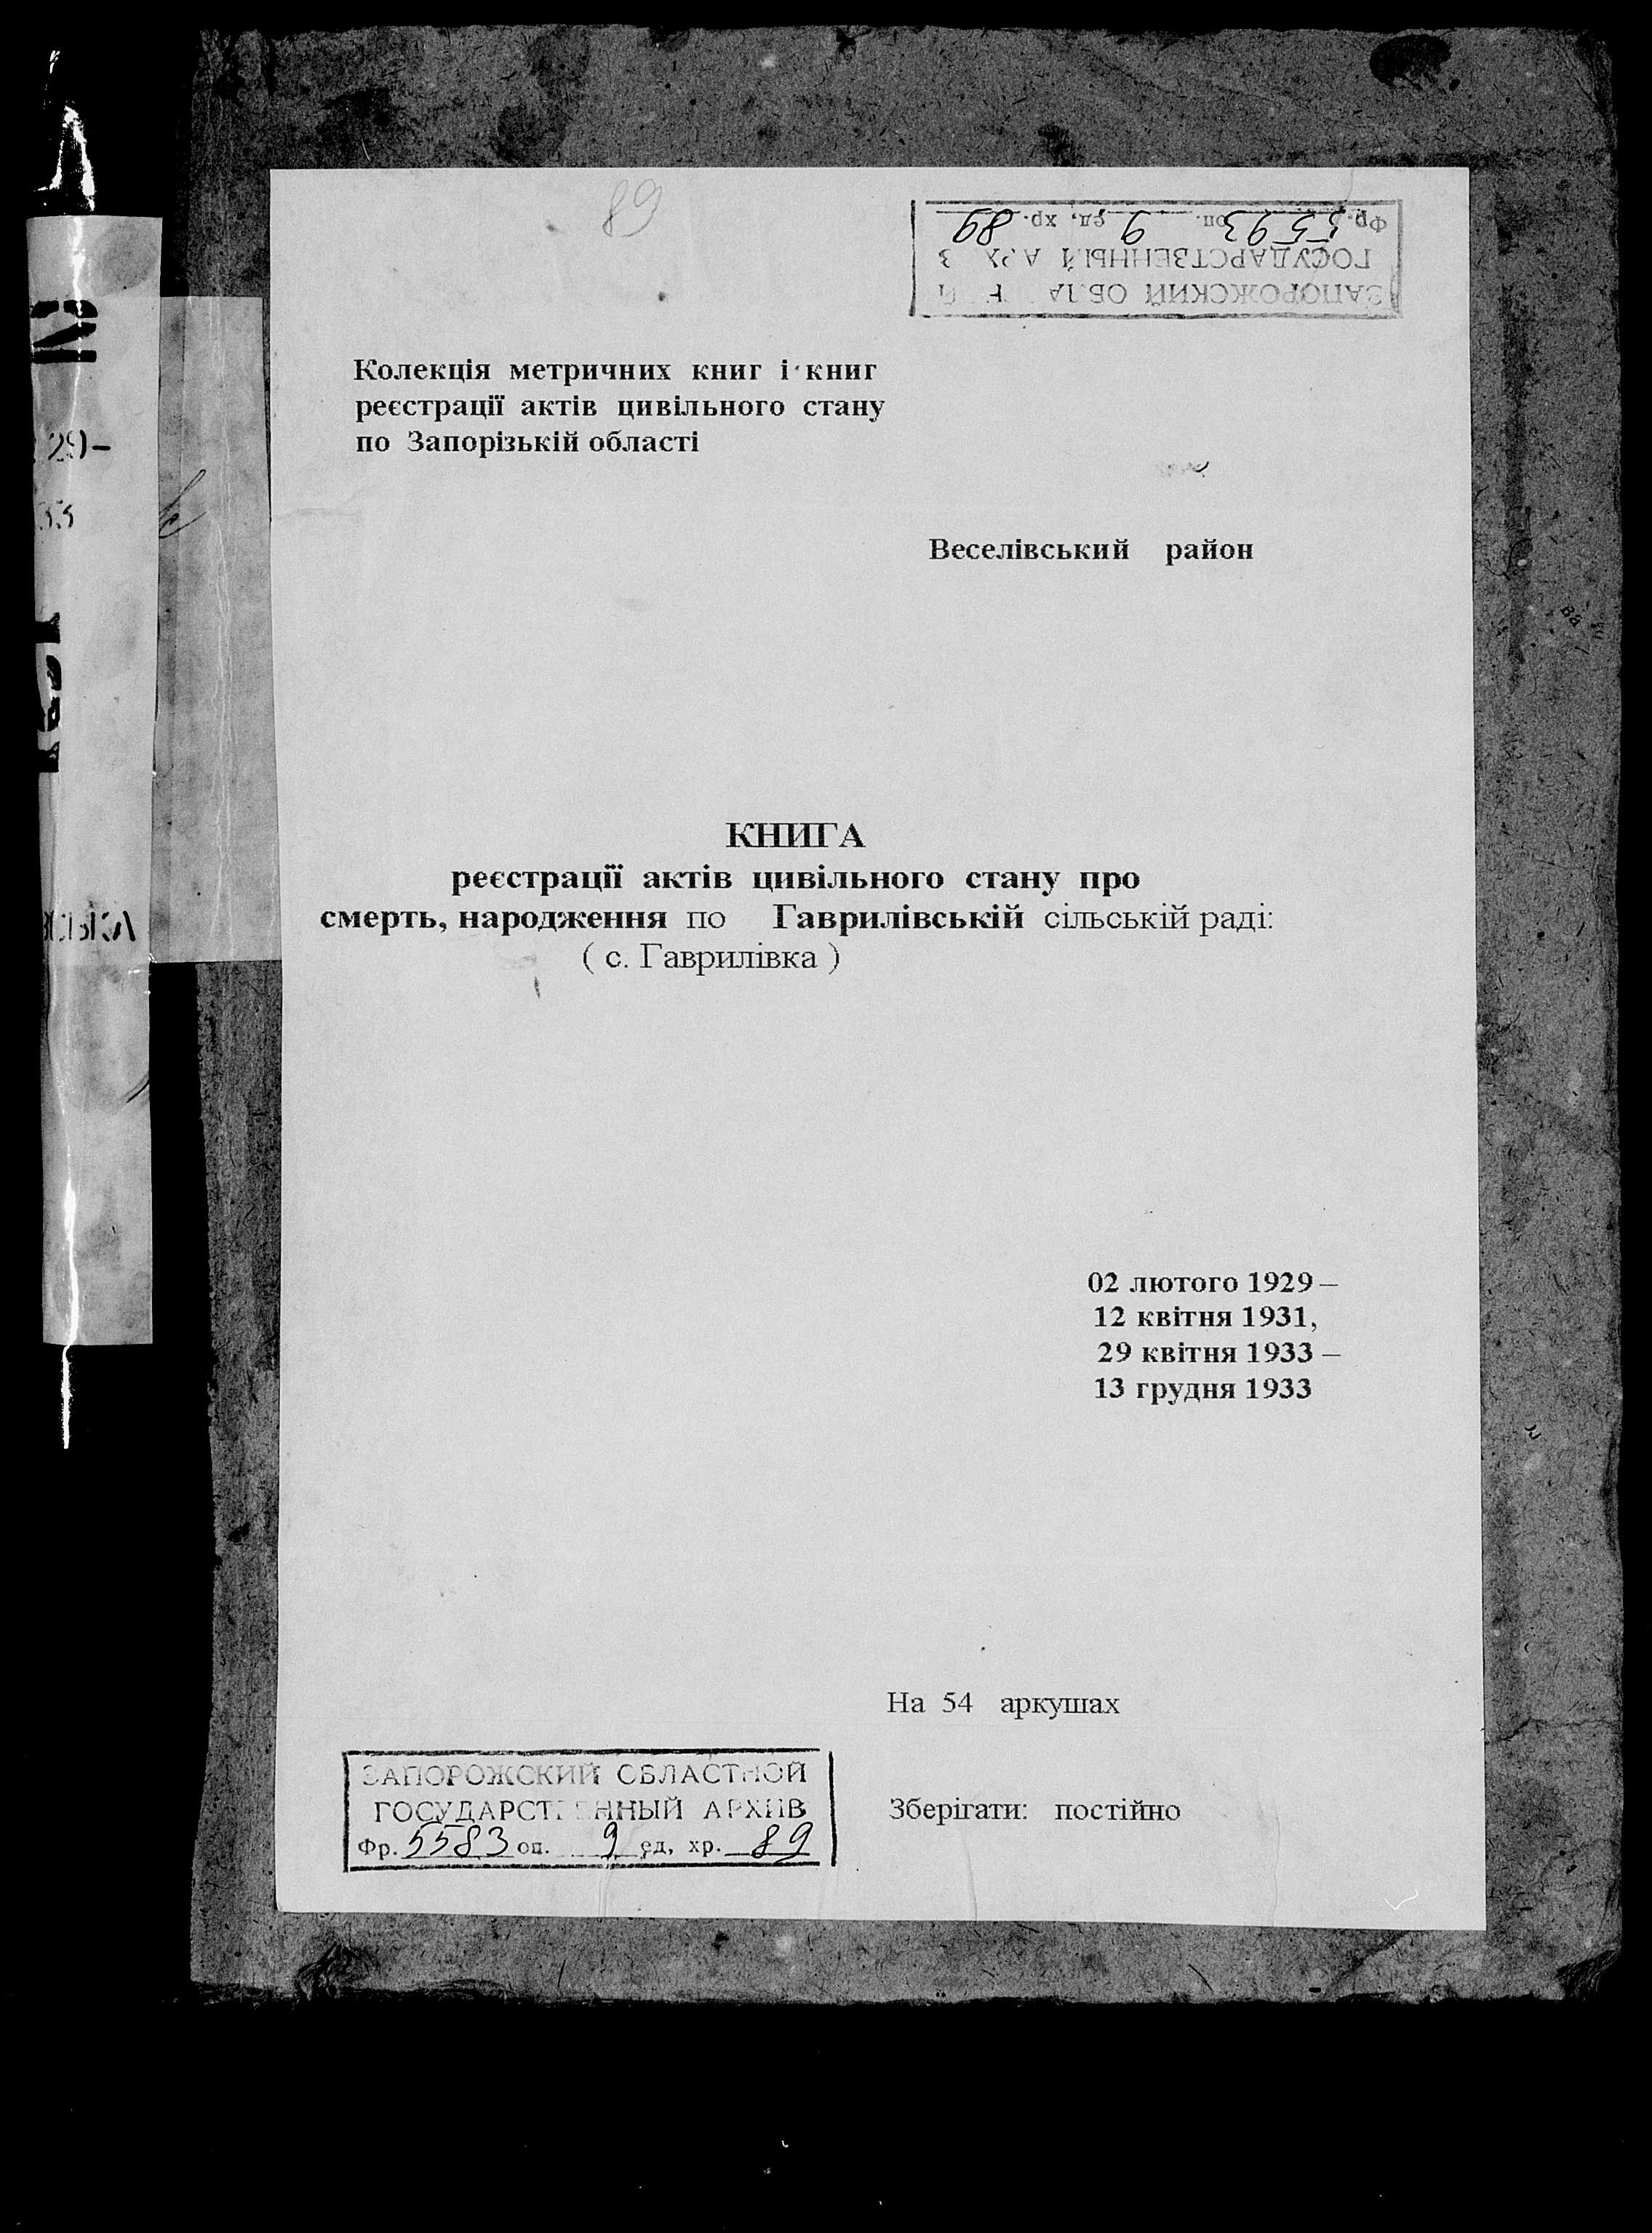 89
ЗАПОРОЖСКИЙ
ГОСУДАРСТВЕННЫЙ
Фр. 5593 оп. 9 ед. хр. 89
29-
33
Колекція метричних книг і книг
реєстрації актів цивільного стану
по Запорізькій області
Веселівський район
КНИГА
реєстрації актів цивільного стану про
смерть, народження по Гаврилівській сільській раді:
( с. Гаврилівка )
02 лютого 1929 –
12 квітня 1931,
29 квітня 1933 –
13 грудня 1933
На 54 аркушах
ЗАПОРОЖСКИЙ ОБЛАСТНОЙ
ГОСУДАРСТВЕННЫЙ АРХИВ
Фр. 5583 оп. 9 ед, хр. 89
Зберігати: постійно